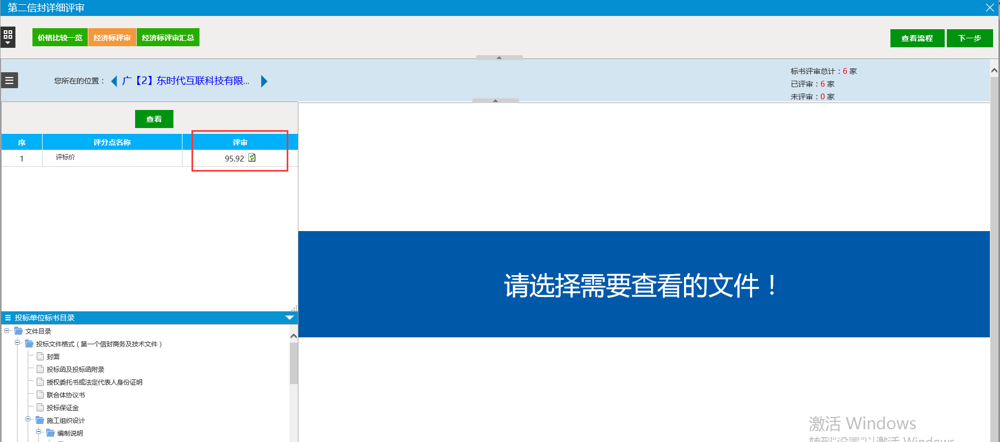 第二信封详细评审
价格比较一览 经济标评审 经济标评审汇总
查看流程 下一步
您所在的位置： 广【2】东时代互联科技有限...
标书评审总计：6 家
已评审：6 家
未评审：0 家
查看
序 评分点名称 评审
1 评标价 95.92
请选择需要查看的文件！
投标单位标书目录
文件目录
投标文件格式（第一个信封商务及技术文件）
封面
投标函及投标函附录
授权委托书或法定代表人身份证明
联合体协议书
投标保证金
施工组织设计
编制说明
激活 Windows
转到"设置"以激活 Windows